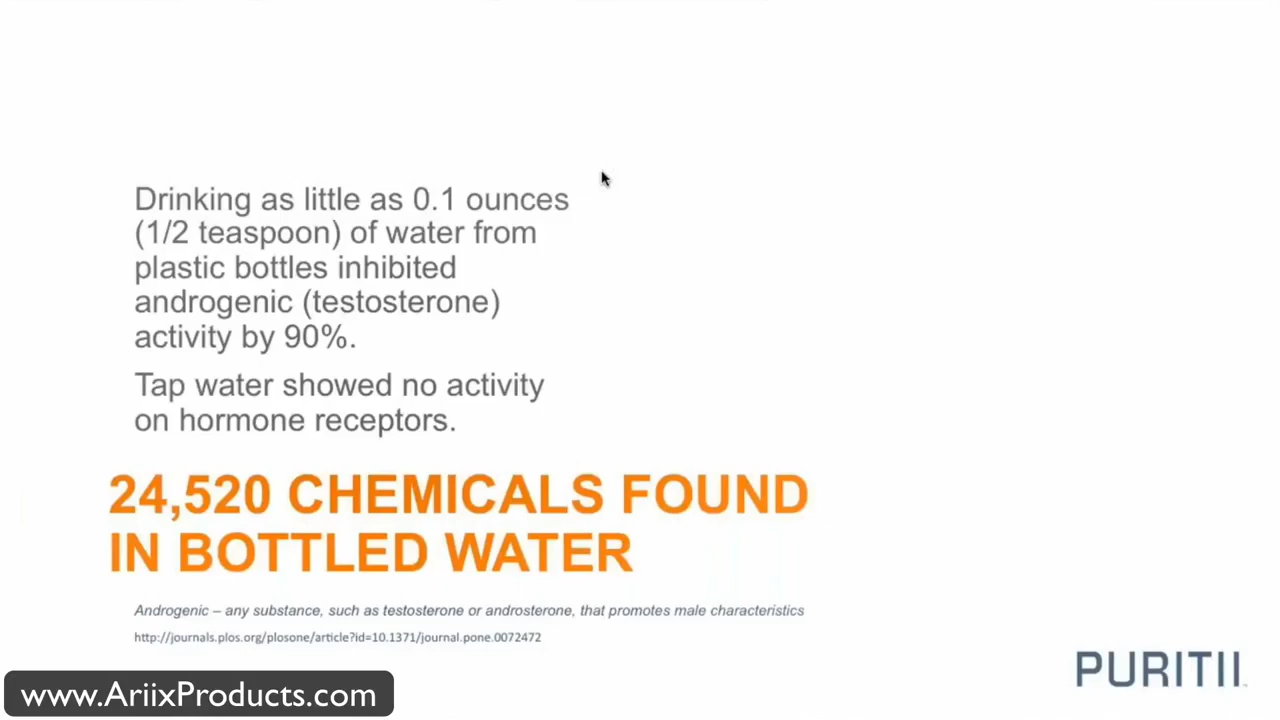 Drinking as little as 0.1 ounces
(1/2 teaspoon) of water from
plastic bottles inhibited
androgenic (testosterone)
activity by 90%.
Tap water showed no activity
on hormone receptors.
24,520 CHEMICALS FOUND
IN BOTTLED WATER
Androgenic – any substance, such as testosterone or androsterone, that promotes male characteristics
http://journals.plos.org/plosone/article?id=10.1371/journal.pone.0072472
PURITII
www.AriixProducts.com